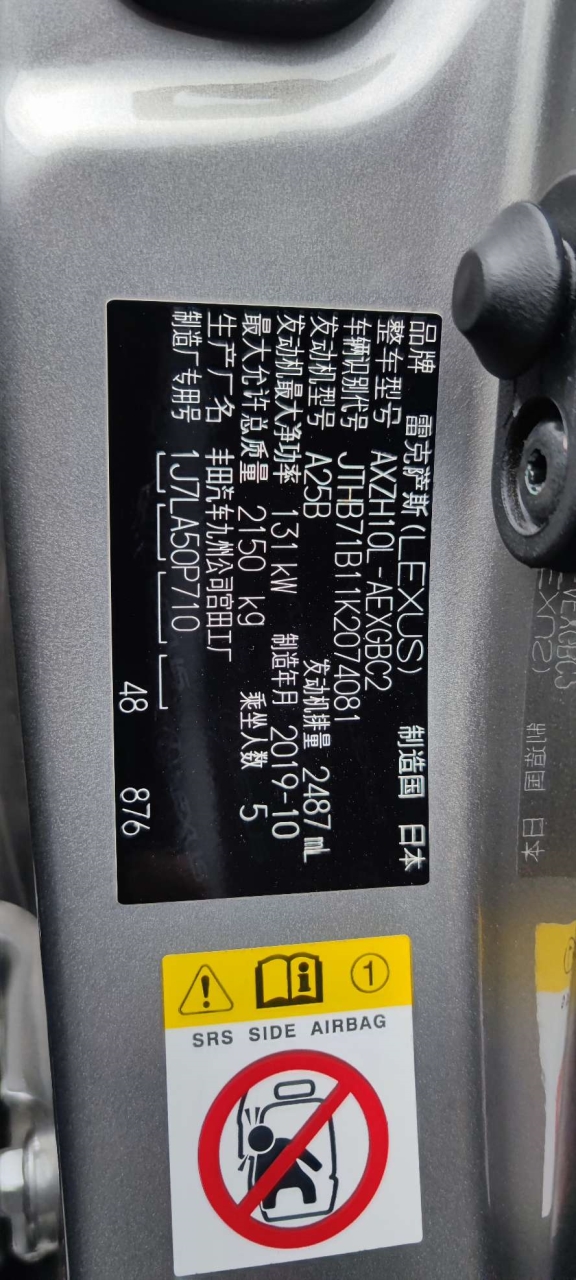 品牌 雷克萨斯(LEXUS) 制造国 日本
整车型号 AXZH10L-AEXGBC2
车辆识别代号 JTHB71B11K2074081
发动机型号 A25B 发动机排量 2487 mL
发动机最大净功率 131 kW 制造年月 2019-10
最大允许总质量 2150 kg 乘坐人数 5
生产厂名 丰田汽车九州公司宫田工厂
制造厂专用号 1J7LA50P710
48 876
1
SRS SIDE AIRBAG